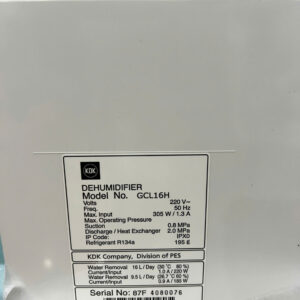 KDK
DEHUMIDIFIER
Model No. GCL16H
Volts 220 V~
Freq. 50 Hz
Max. Input 305 W / 1.3 A
Max. Operating Pressure
Suction 0.8 MPa
Discharge / Heat Exchanger 2.0 MPa
IP Code: IPX0
Refrigerant R134a 195 g
KDK Company, Division of PES
Water Removal 16 L / Day (30 °C 80 %)
Current/Input 1.0 A / 220 W
Water Removal 9.5 L / Day (26.7 °C 60 %)
Current/Input 0.9 A / 185 W
Serial No: 87F 4080076